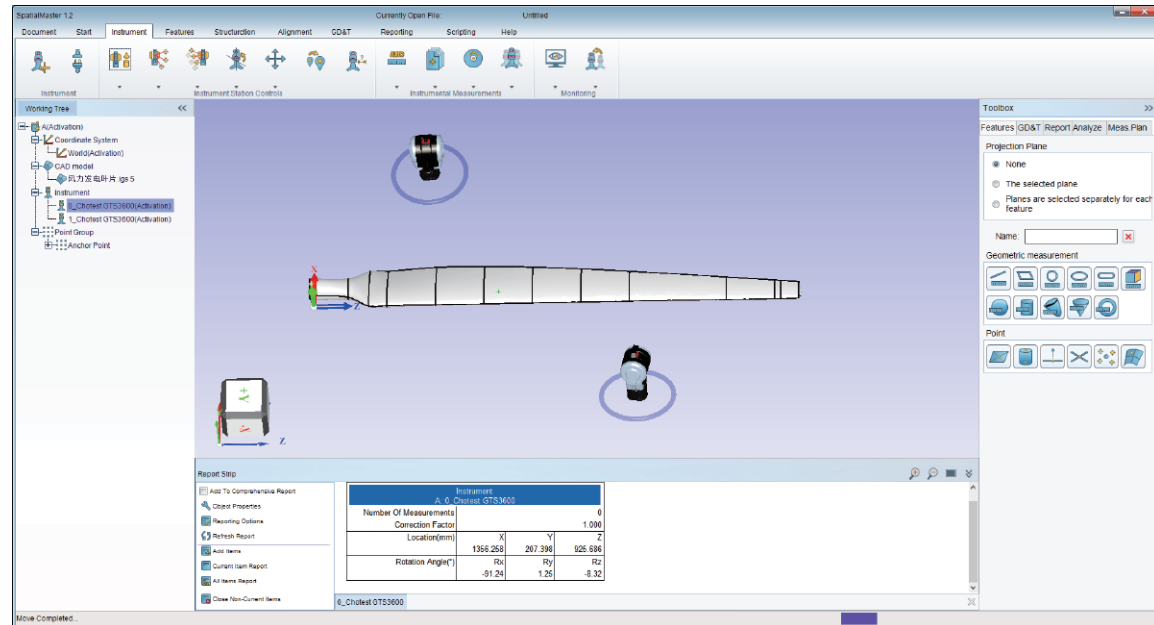 SpatialMaster 1.2 Currently Open File: Untitled
Document Start Instrument Features Structurction Alignment GD&T Reporting Scripting Help
Instrument Instrument Station Controls Instrumental Measurements Monitoring
Working Tree <<
A(Activation)
Coordinate System
World(Activation)
CAD model
风力发电叶片.igs 5
Instrument
0_Chotest GTS3600(Activation)
1_Chotest GTS3600(Activation)
Point Group
Anchor Point
X
Z
+Y
Z
Toolbox >>
Features GD&T Report Analyze Meas.Plan
Projection Plane
None
The selected plane
Planes are selected separately for each
feature
Name:
Geometric measurement
Point
Report Strip
Add To Comprehensive Report
Object Properties
Reporting Options
Refresh Report
Add Items
Current Item Report
All Items Report
Close Non-Current Items
Instrument
A: 0_Chotest GTS3600
Number Of Measurements 0
Correction Factor 1.000
Location(mm) X Y Z
1356.258 207.398 925.686
Rotation Angle(°) Rx Ry Rz
-91.24 1.25 -8.32
0_Chotest GTS3600
Move Completed...